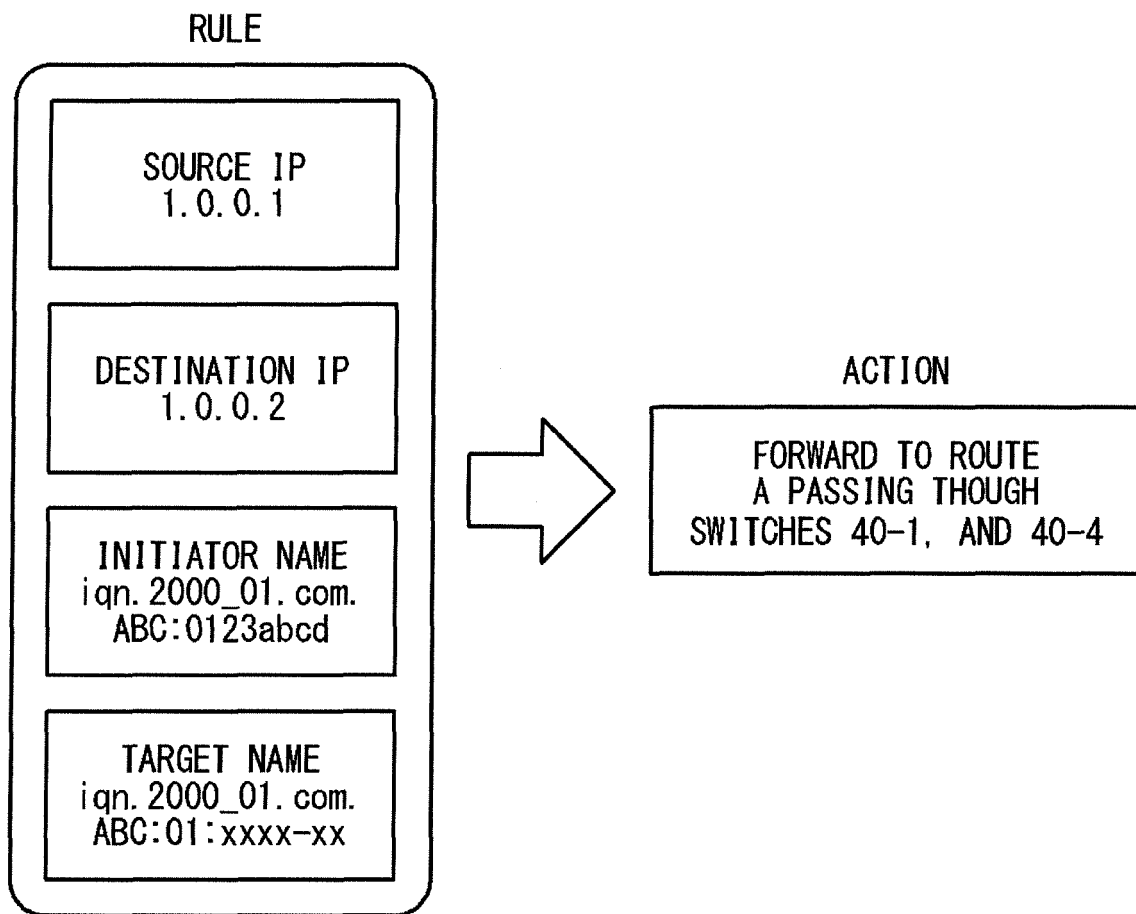 RULE
SOURCE IP
1.0.0.1
DESTINATION IP
1.0.0.2
INITIATOR NAME
iqn.2000_01.com.
ABC:0123abcd
TARGET NAME
iqn.2000_01.com.
ABC:01:xxxx-xx
ACTION
FORWARD TO ROUTE
A PASSING THOUGH
SWITCHES 40-1, AND 40-4